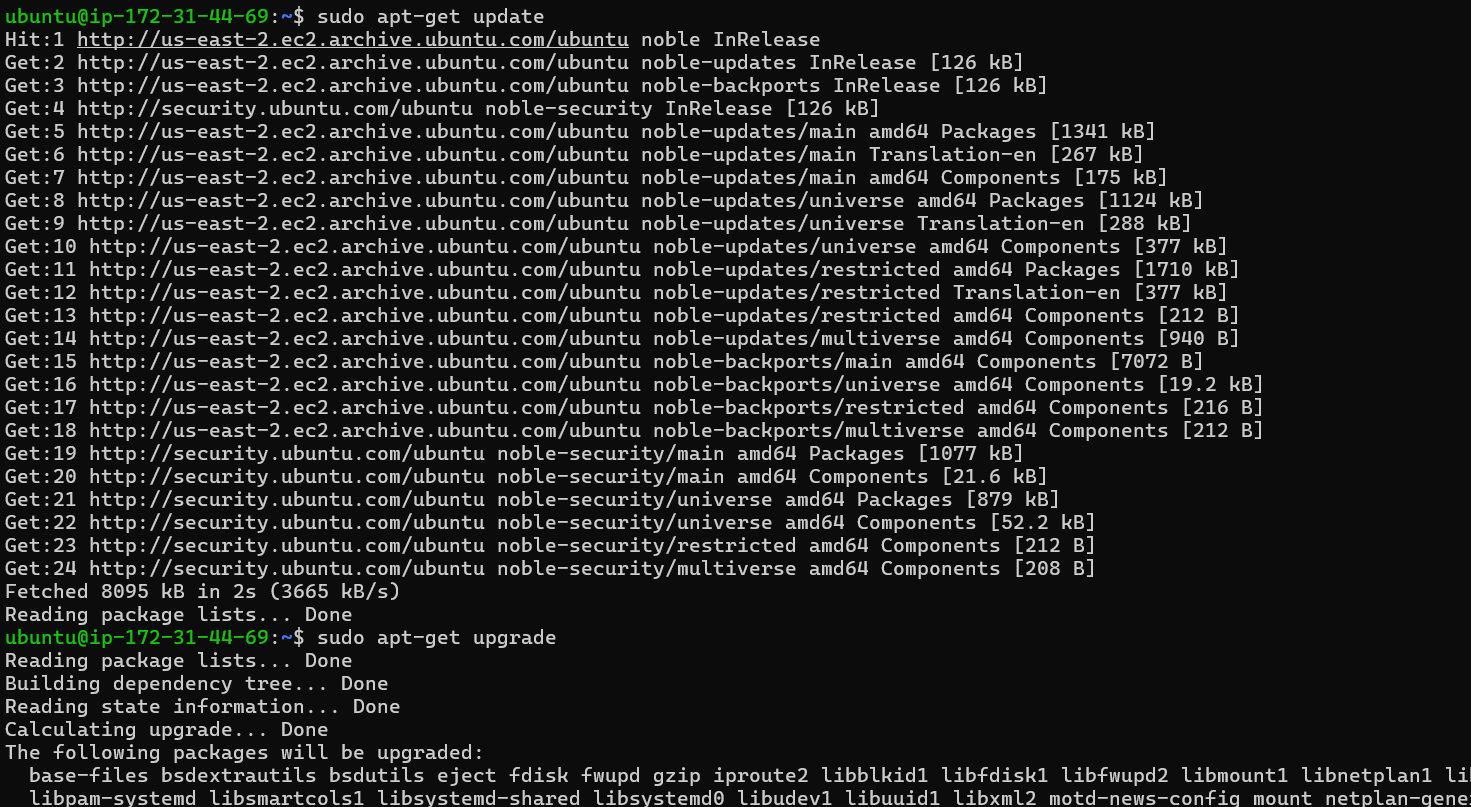 ubuntu@ip-172-31-44-69:~$ sudo apt-get update
Hit:1 http://us-east-2.ec2.archive.ubuntu.com/ubuntu noble InRelease
Get:2 http://us-east-2.ec2.archive.ubuntu.com/ubuntu noble-updates InRelease [126 kB]
Get:3 http://us-east-2.ec2.archive.ubuntu.com/ubuntu noble-backports InRelease [126 kB]
Get:4 http://security.ubuntu.com/ubuntu noble-security InRelease [126 kB]
Get:5 http://us-east-2.ec2.archive.ubuntu.com/ubuntu noble-updates/main amd64 Packages [1341 kB]
Get:6 http://us-east-2.ec2.archive.ubuntu.com/ubuntu noble-updates/main Translation-en [267 kB]
Get:7 http://us-east-2.ec2.archive.ubuntu.com/ubuntu noble-updates/main amd64 Components [175 kB]
Get:8 http://us-east-2.ec2.archive.ubuntu.com/ubuntu noble-updates/universe amd64 Packages [1124 kB]
Get:9 http://us-east-2.ec2.archive.ubuntu.com/ubuntu noble-updates/universe Translation-en [288 kB]
Get:10 http://us-east-2.ec2.archive.ubuntu.com/ubuntu noble-updates/universe amd64 Components [377 kB]
Get:11 http://us-east-2.ec2.archive.ubuntu.com/ubuntu noble-updates/restricted amd64 Packages [1710 kB]
Get:12 http://us-east-2.ec2.archive.ubuntu.com/ubuntu noble-updates/restricted Translation-en [377 kB]
Get:13 http://us-east-2.ec2.archive.ubuntu.com/ubuntu noble-updates/restricted amd64 Components [212 B]
Get:14 http://us-east-2.ec2.archive.ubuntu.com/ubuntu noble-updates/multiverse amd64 Components [940 B]
Get:15 http://us-east-2.ec2.archive.ubuntu.com/ubuntu noble-backports/main amd64 Components [7072 B]
Get:16 http://us-east-2.ec2.archive.ubuntu.com/ubuntu noble-backports/universe amd64 Components [19.2 kB]
Get:17 http://us-east-2.ec2.archive.ubuntu.com/ubuntu noble-backports/restricted amd64 Components [216 B]
Get:18 http://us-east-2.ec2.archive.ubuntu.com/ubuntu noble-backports/multiverse amd64 Components [212 B]
Get:19 http://security.ubuntu.com/ubuntu noble-security/main amd64 Packages [1077 kB]
Get:20 http://security.ubuntu.com/ubuntu noble-security/main amd64 Components [21.6 kB]
Get:21 http://security.ubuntu.com/ubuntu noble-security/universe amd64 Packages [879 kB]
Get:22 http://security.ubuntu.com/ubuntu noble-security/universe amd64 Components [52.2 kB]
Get:23 http://security.ubuntu.com/ubuntu noble-security/restricted amd64 Components [212 B]
Get:24 http://security.ubuntu.com/ubuntu noble-security/multiverse amd64 Components [208 B]
Fetched 8095 kB in 2s (3665 kB/s)
Reading package lists... Done
ubuntu@ip-172-31-44-69:~$ sudo apt-get upgrade
Reading package lists... Done
Building dependency tree... Done
Reading state information... Done
Calculating upgrade... Done
The following packages will be upgraded:
base-files bsdextrautils bsdutils eject fdisk fwupd gzip iproute2 libblkid1 libfdisk1 libfwupd2 libmount1 libnetplan1
libpam-systemd libsmartcols1 libsystemd-shared libsystemd0 libudev1 libuuid1 libxml2 motd-news-config mount netplan-gene